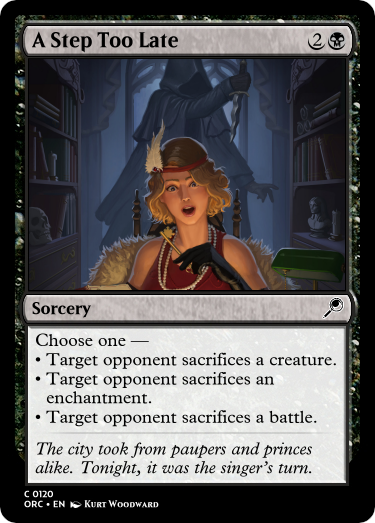 A Step Too Late 2
Sorcery
Choose one —
• Target opponent sacrifices a creature.
• Target opponent sacrifices an
enchantment.
• Target opponent sacrifices a battle.
The city took from paupers and princes
alike. Tonight, it was the singer's turn.
C 0120
ORC • EN Kurt Woodward